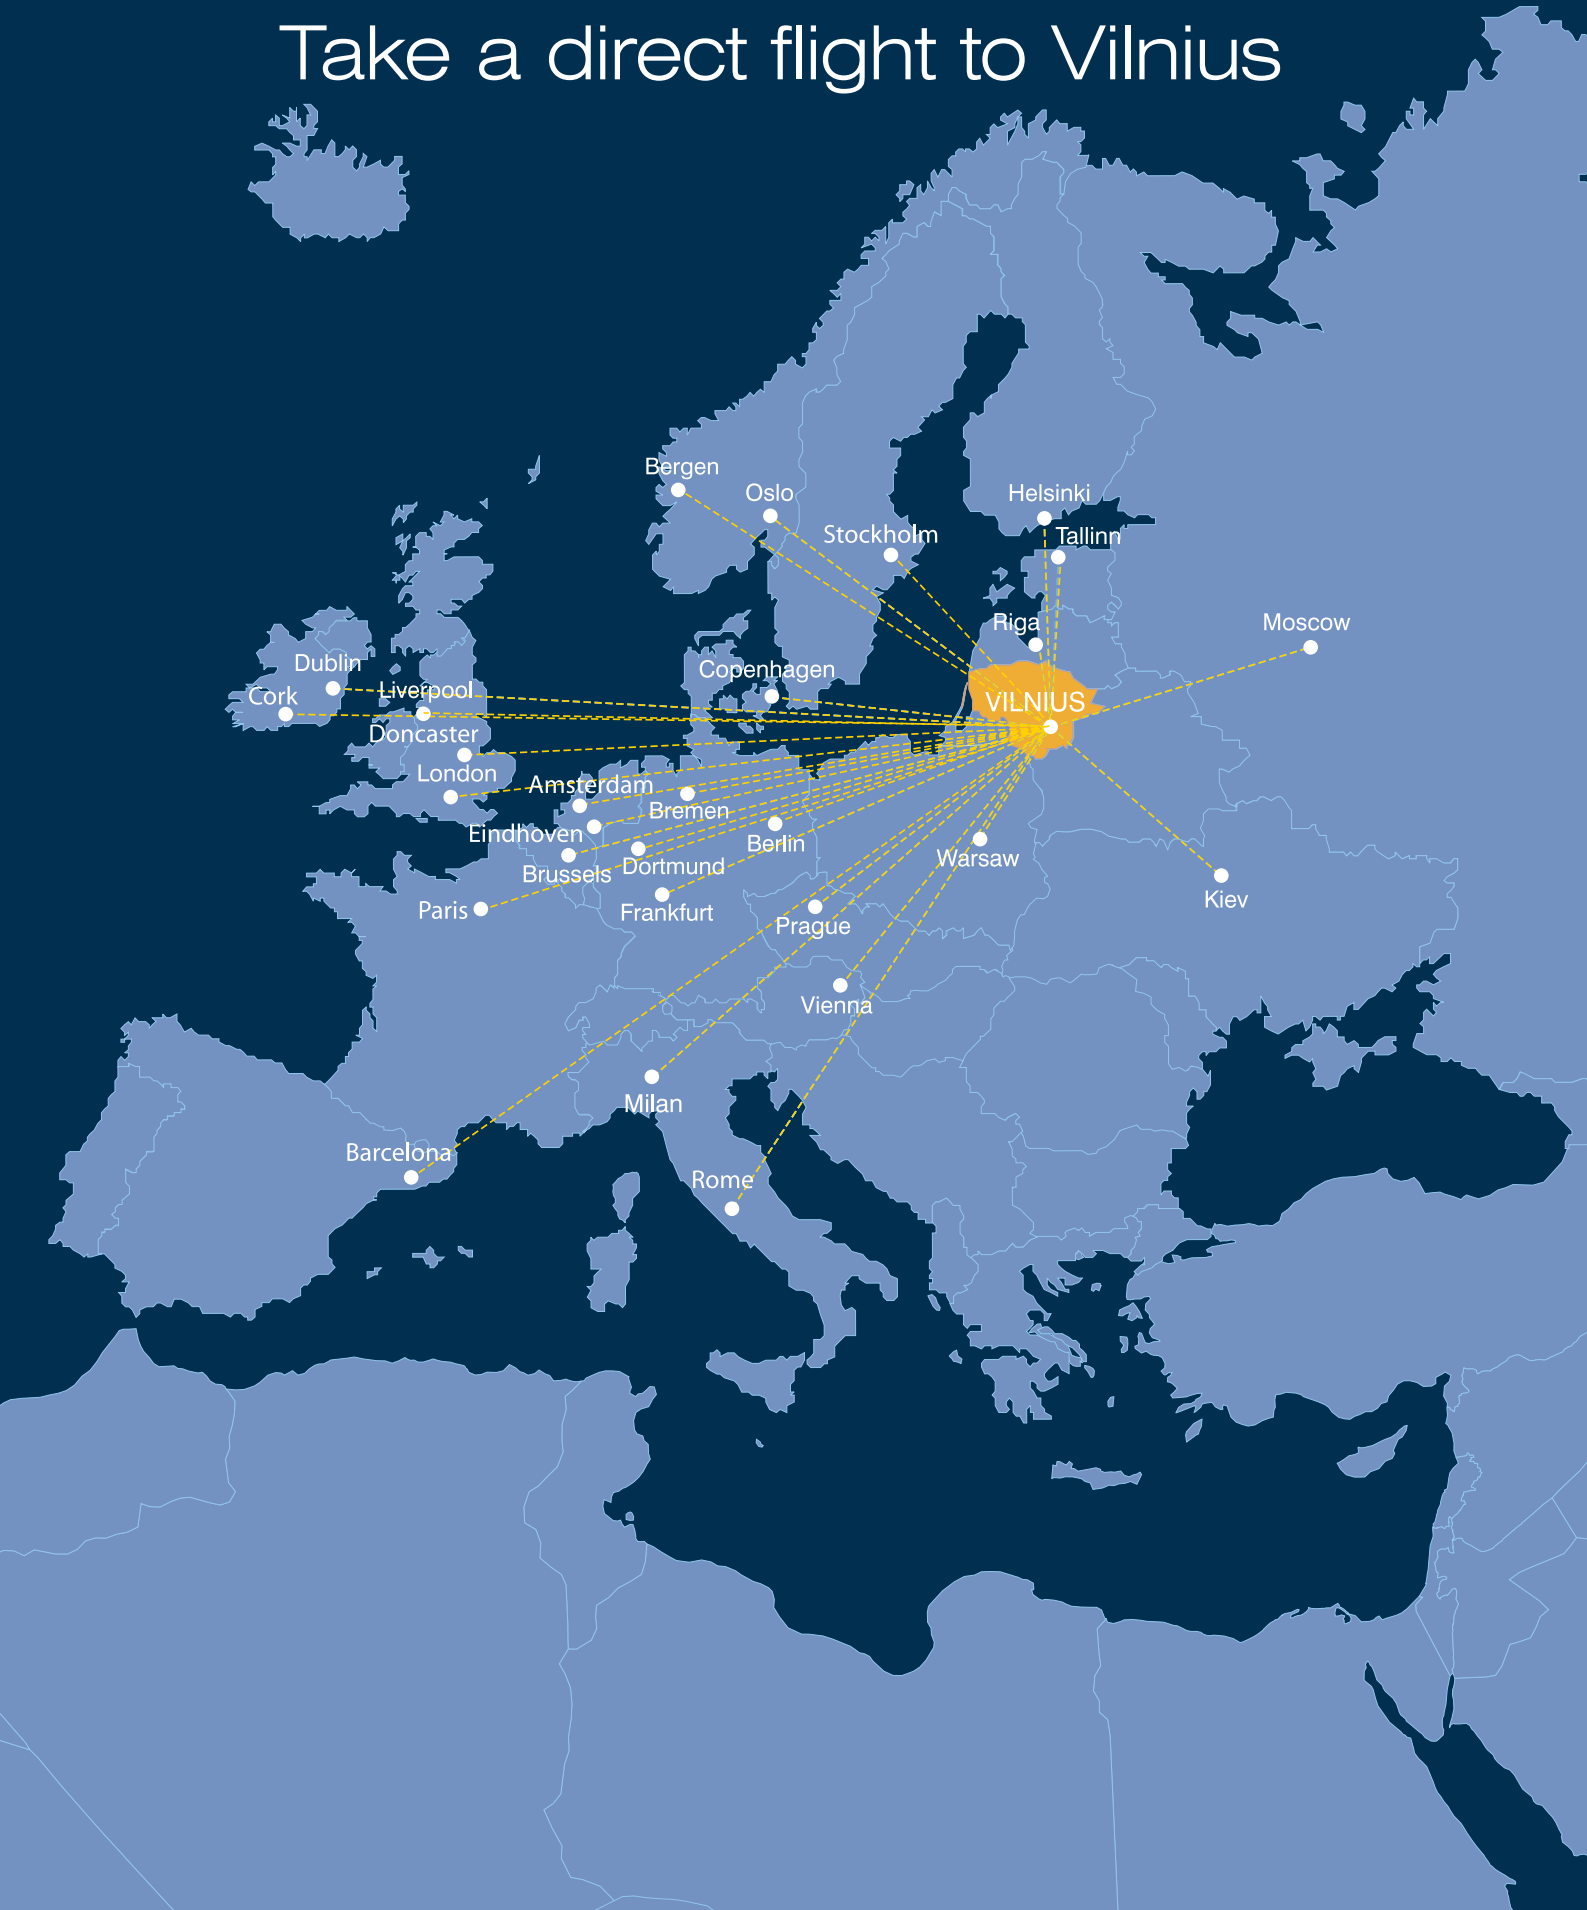 Take a direct flight to Vilnius
Bergen
Oslo
Helsinki
Stockholm
Tallinn
Riga
Moscow
Dublin
Copenhagen
Liverpool
Cork
VILNIUS
Doncaster
London
Amsterdam
Bremen
Eindhoven
Berlin
Warsaw
Dortmund
Brussels
Kiev
Paris
Frankfurt
Prague
Vienna
Milan
Barcelona
Rome